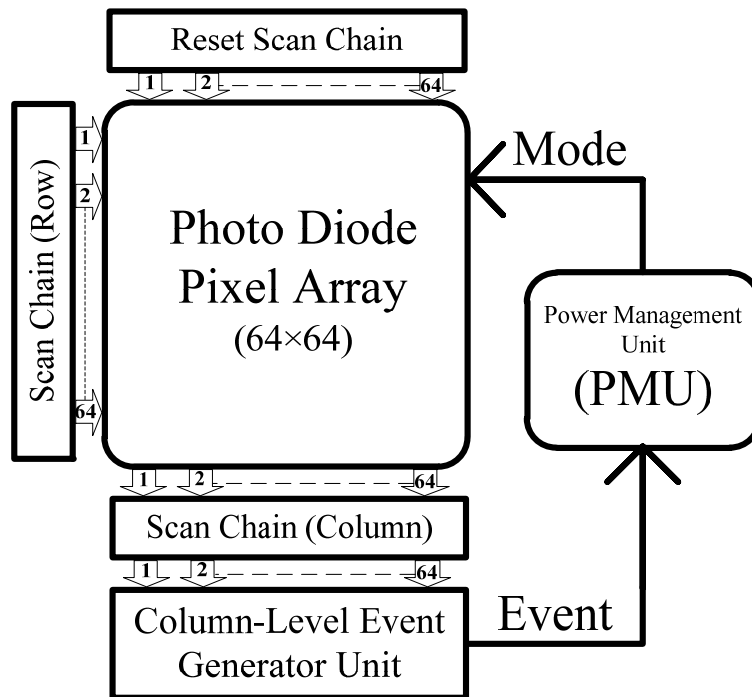 Reset Scan Chain
1 2 64
Scan Chain (Row)
1
2
64
Photo Diode
Pixel Array
(64×64)
Mode
Power Management
Unit
(PMU)
1 2 64
Scan Chain (Column)
1 2 64
Column-Level Event
Generator Unit
Event